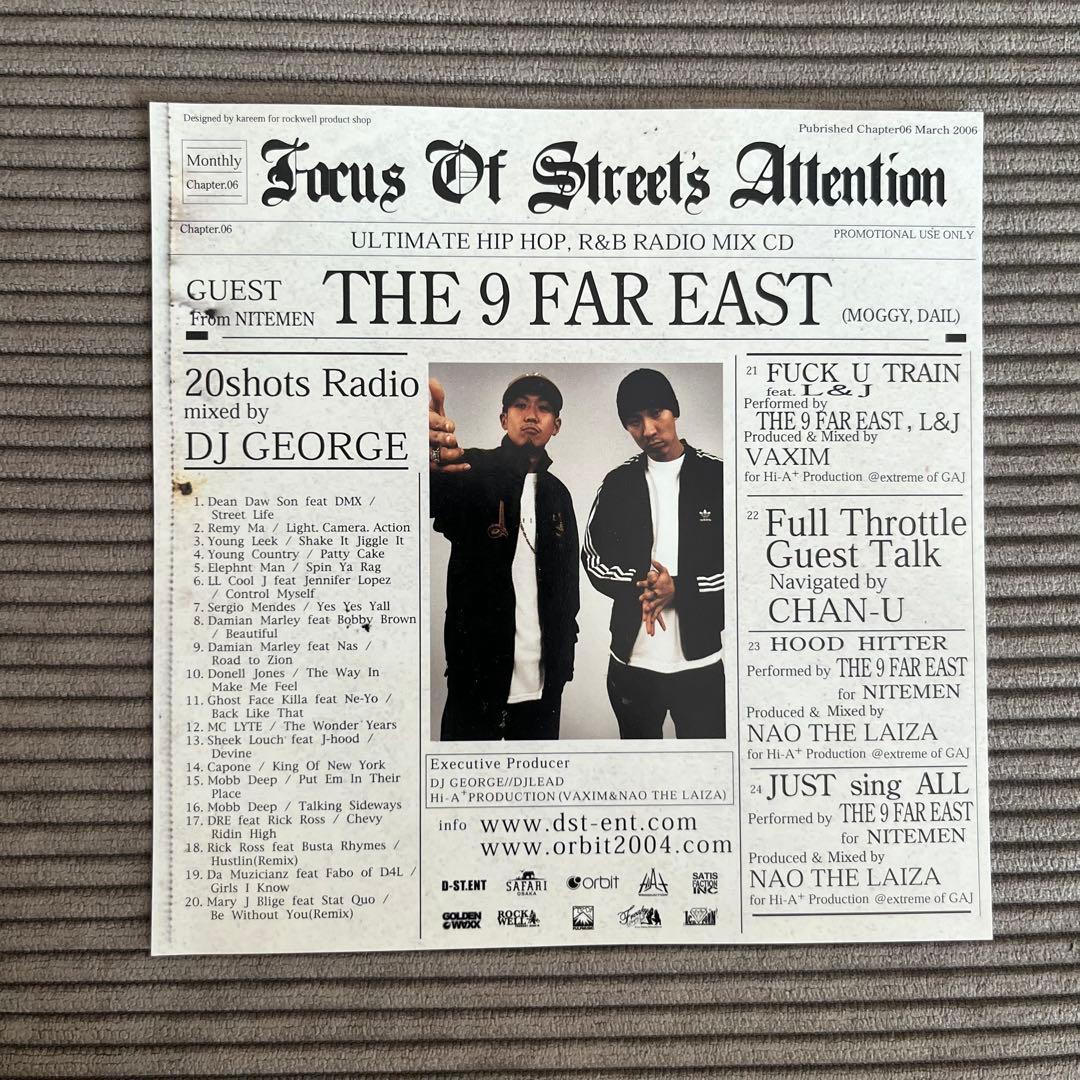 Designed by kareem for rockwell product shop
Pubrished Chapter06 March 2006
Monthly
Chapter.06
Focus Of Street's Attention
Chapter.06
ULTIMATE HIP HOP, R&B RADIO MIX CD
PROMOTIONAL USE ONLY
GUEST
From NITEMEN
THE 9 FAR EAST
(MOGGY, DAIL)
20shots Radio
mixed by
DJ GEORGE
1. Dean Daw Son feat DMX /
Street Life
2. Remy Ma / Light. Camera. Action
3. Young Leek / Shake It Jiggle It
4. Young Country / Patty Cake
5. Elephnt Man / Spin Ya Rag
6. LL Cool J feat Jennifer Lopez
/ Control Myself
7. Sergio Mendes / Yes Yes Yall
8. Damian Marley feat Bobby Brown
/ Beautiful
9. Damian Marley feat Nas /
Road to Zion
10. Donell Jones / The Way In
Make Me Feel
11. Ghost Face Killa feat Ne-Yo /
Back Like That
12. MC LYTE / The Wonder Years
13. Sheek Louch feat J-hood /
Devine
14. Capone / King Of New York
15. Mobb Deep / Put Em In Their
Place
16. Mobb Deep / Talking Sideways
17. DRE feat Rick Ross / Chevy
Ridin High
18. Rick Ross feat Busta Rhymes /
Hustlin(Remix)
19. Da Muzicianz feat Fabo of D4L /
Girls I Know
20. Mary J Blige feat Stat Quo /
Be Without You(Remix)
Executive Producer
DJ GEORGE//DJLEAD
Hi-A+PRODUCTION(VAXIM&NAO THE LAIZA)
info www.dst-ent.com
www.orbit2004.com
D-ST.ENT
SAFARI
OSAKA
orbit
SATIS
FACTION
INC
GOLDEN
WAXX
ROCK
WELL
21 FUCK U TRAIN
feat. L & J
Performed by
THE 9 FAR EAST, L&J
Produced & Mixed by
VAXIM
for Hi-A+ Production @extreme of GAJ
22 Full Throttle
Guest Talk
Navigated by
CHAN-U
23 HOOD HITTER
Performed by THE 9 FAR EAST
for NITEMEN
Produced & Mixed by
NAO THE LAIZA
for Hi-A+ Production @extreme of GAJ
24 JUST sing ALL
Performed by THE 9 FAR EAST
for NITEMEN
Produced & Mixed by
NAO THE LAIZA
for Hi-A+ Production @extreme of GAJ